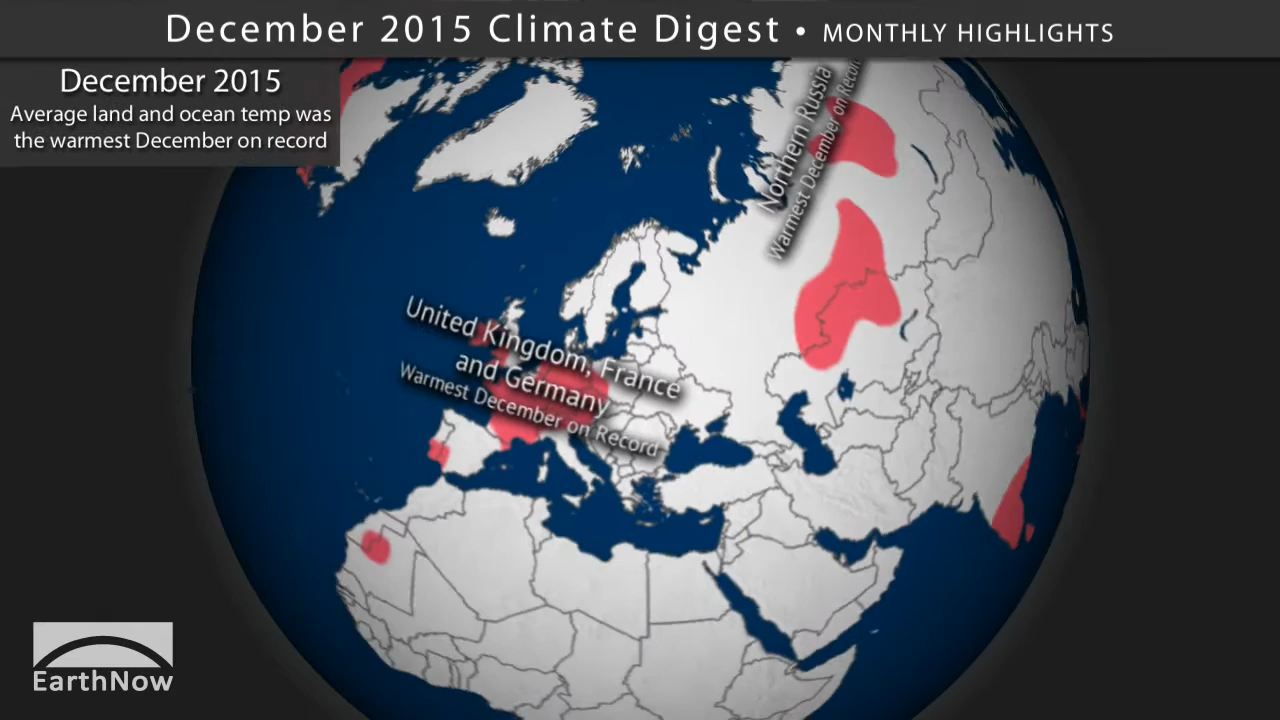 December 2015 Climate Digest • MONTHLY HIGHLIGHTS
December 2015
Average land and ocean temp was
the warmest December on record
Northern Russia
Warmest December on Record
United Kingdom, France
and Germany
Warmest December on Record
EarthNow